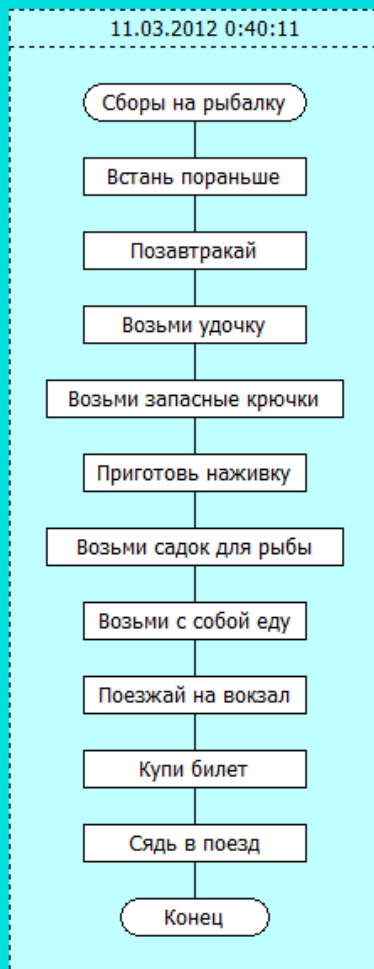 11.03.2012 0:40:11
Сборы на рыбалку
Встань пораньше
Позавтракай
Возьми удочку
Возьми запасные крючки
Приготовь наживку
Возьми садок для рыбы
Возьми с собой еду
Поезжай на вокзал
Купи билет
Сядь в поезд
Конец